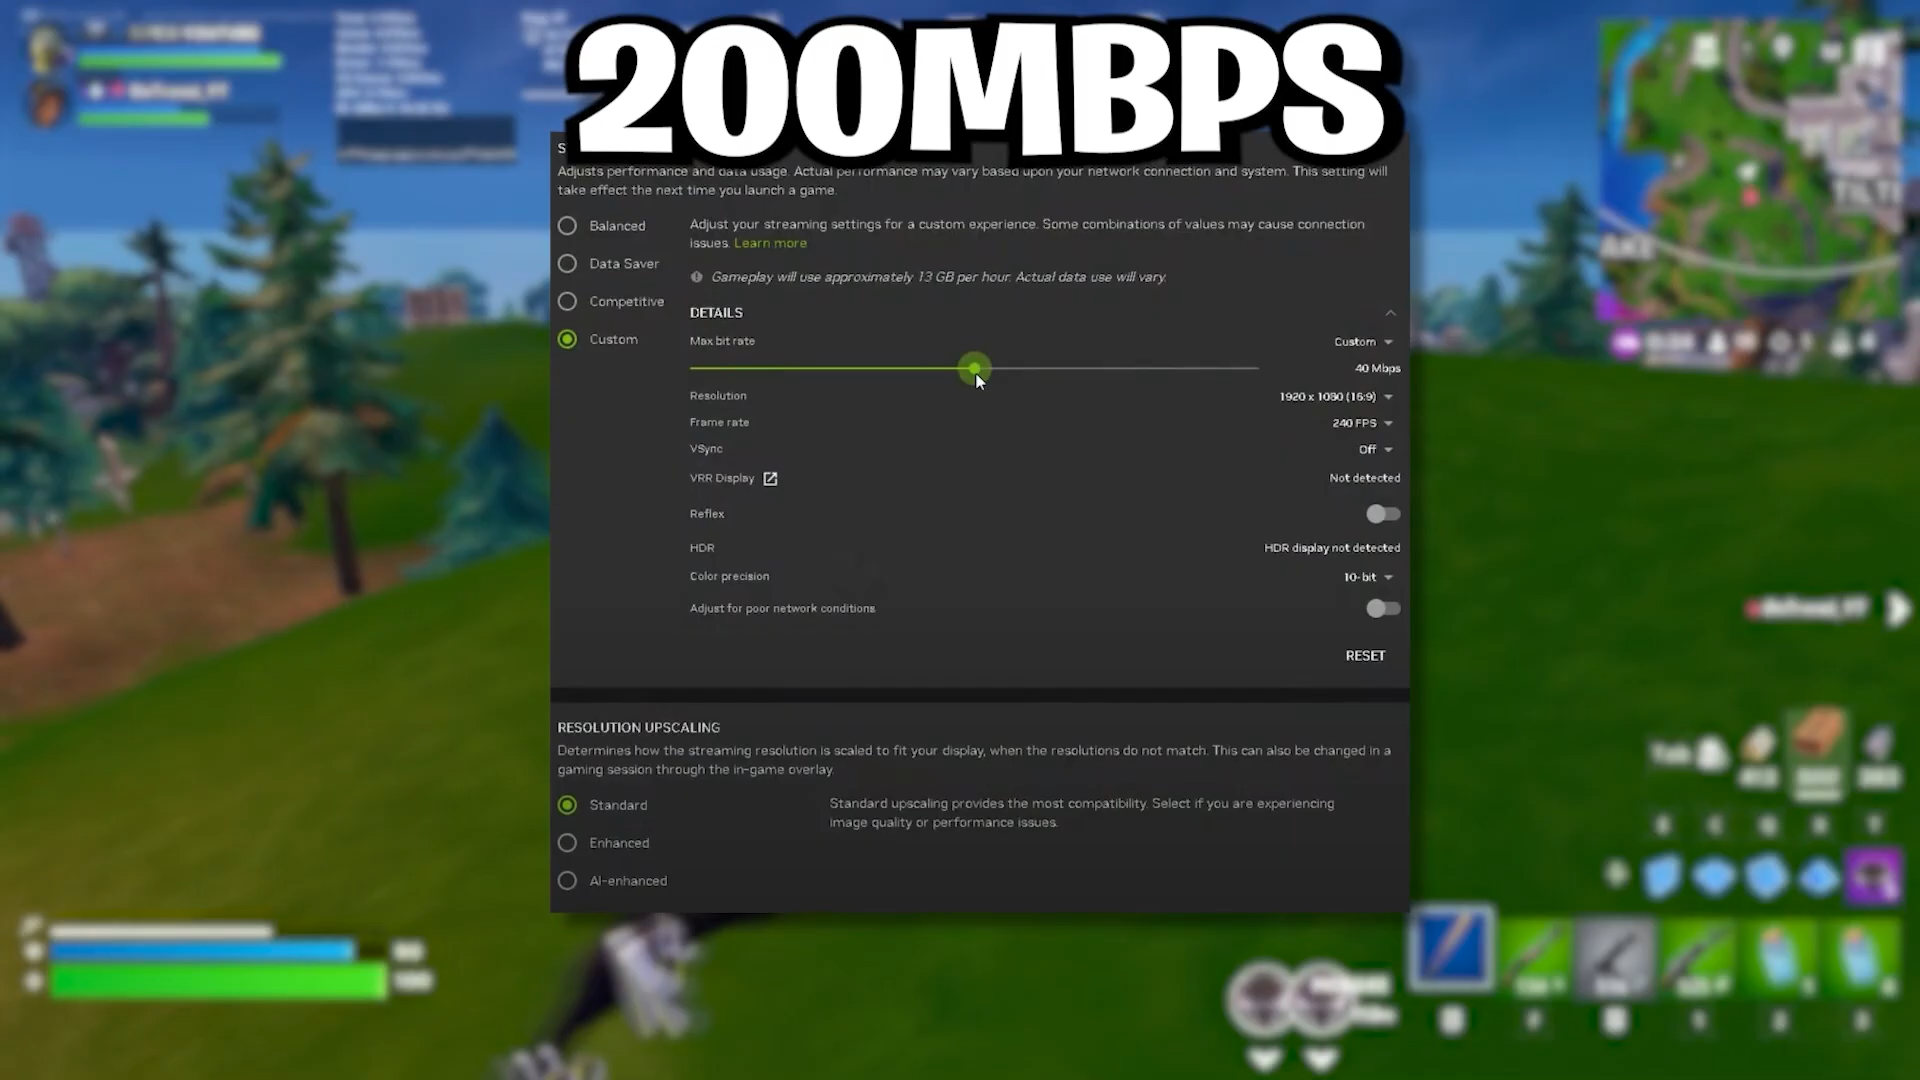 200MBPS
Adjusts performance and data usage. Actual performance may vary based upon your network connection and system. This setting will
take effect the next time you launch a game.
Balanced
Data Saver
Competitive
Custom
Adjust your streaming settings for a custom experience. Some combinations of values may cause connection
issues. Learn more
Gameplay will use approximately 13 GB per hour. Actual data use will vary.
DETAILS
Max bit rate Custom
40 Mbps
Resolution 1920 x 1080 (16:9)
Frame rate 240 FPS
VSync Off
VRR Display Not detected
Reflex
HDR HDR display not detected
Color precision 10-bit
Adjust for poor network conditions
RESET
RESOLUTION UPSCALING
Determines how the streaming resolution is scaled to fit your display, when the resolutions do not match. This can also be changed in a
gaming session through the in-game overlay.
Standard
Enhanced
AI-enhanced
Standard upscaling provides the most compatibility. Select if you are experiencing
image quality or performance issues.
TILT